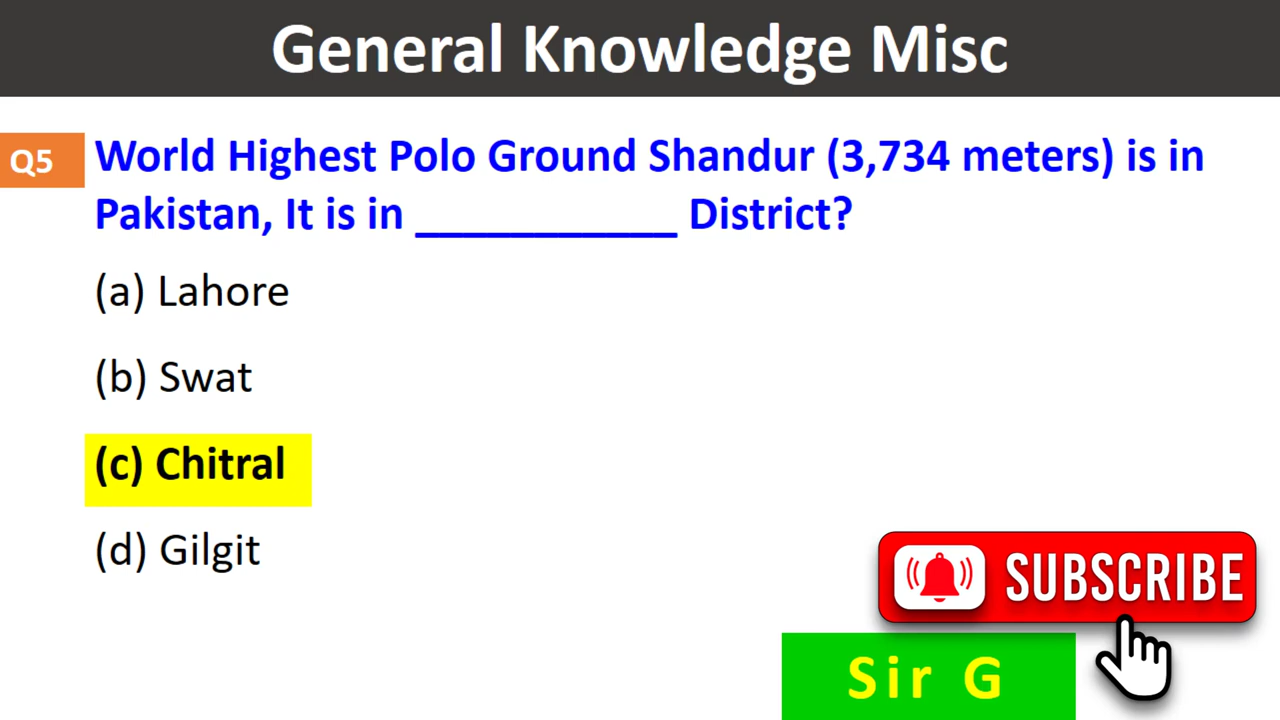 General Knowledge Misc
Q5
World Highest Polo Ground Shandur (3,734 meters) is in
Pakistan, It is in ___________ District?
(a) Lahore
(b) Swat
(c) Chitral
(d) Gilgit
SUBSCRIBE
Sir G